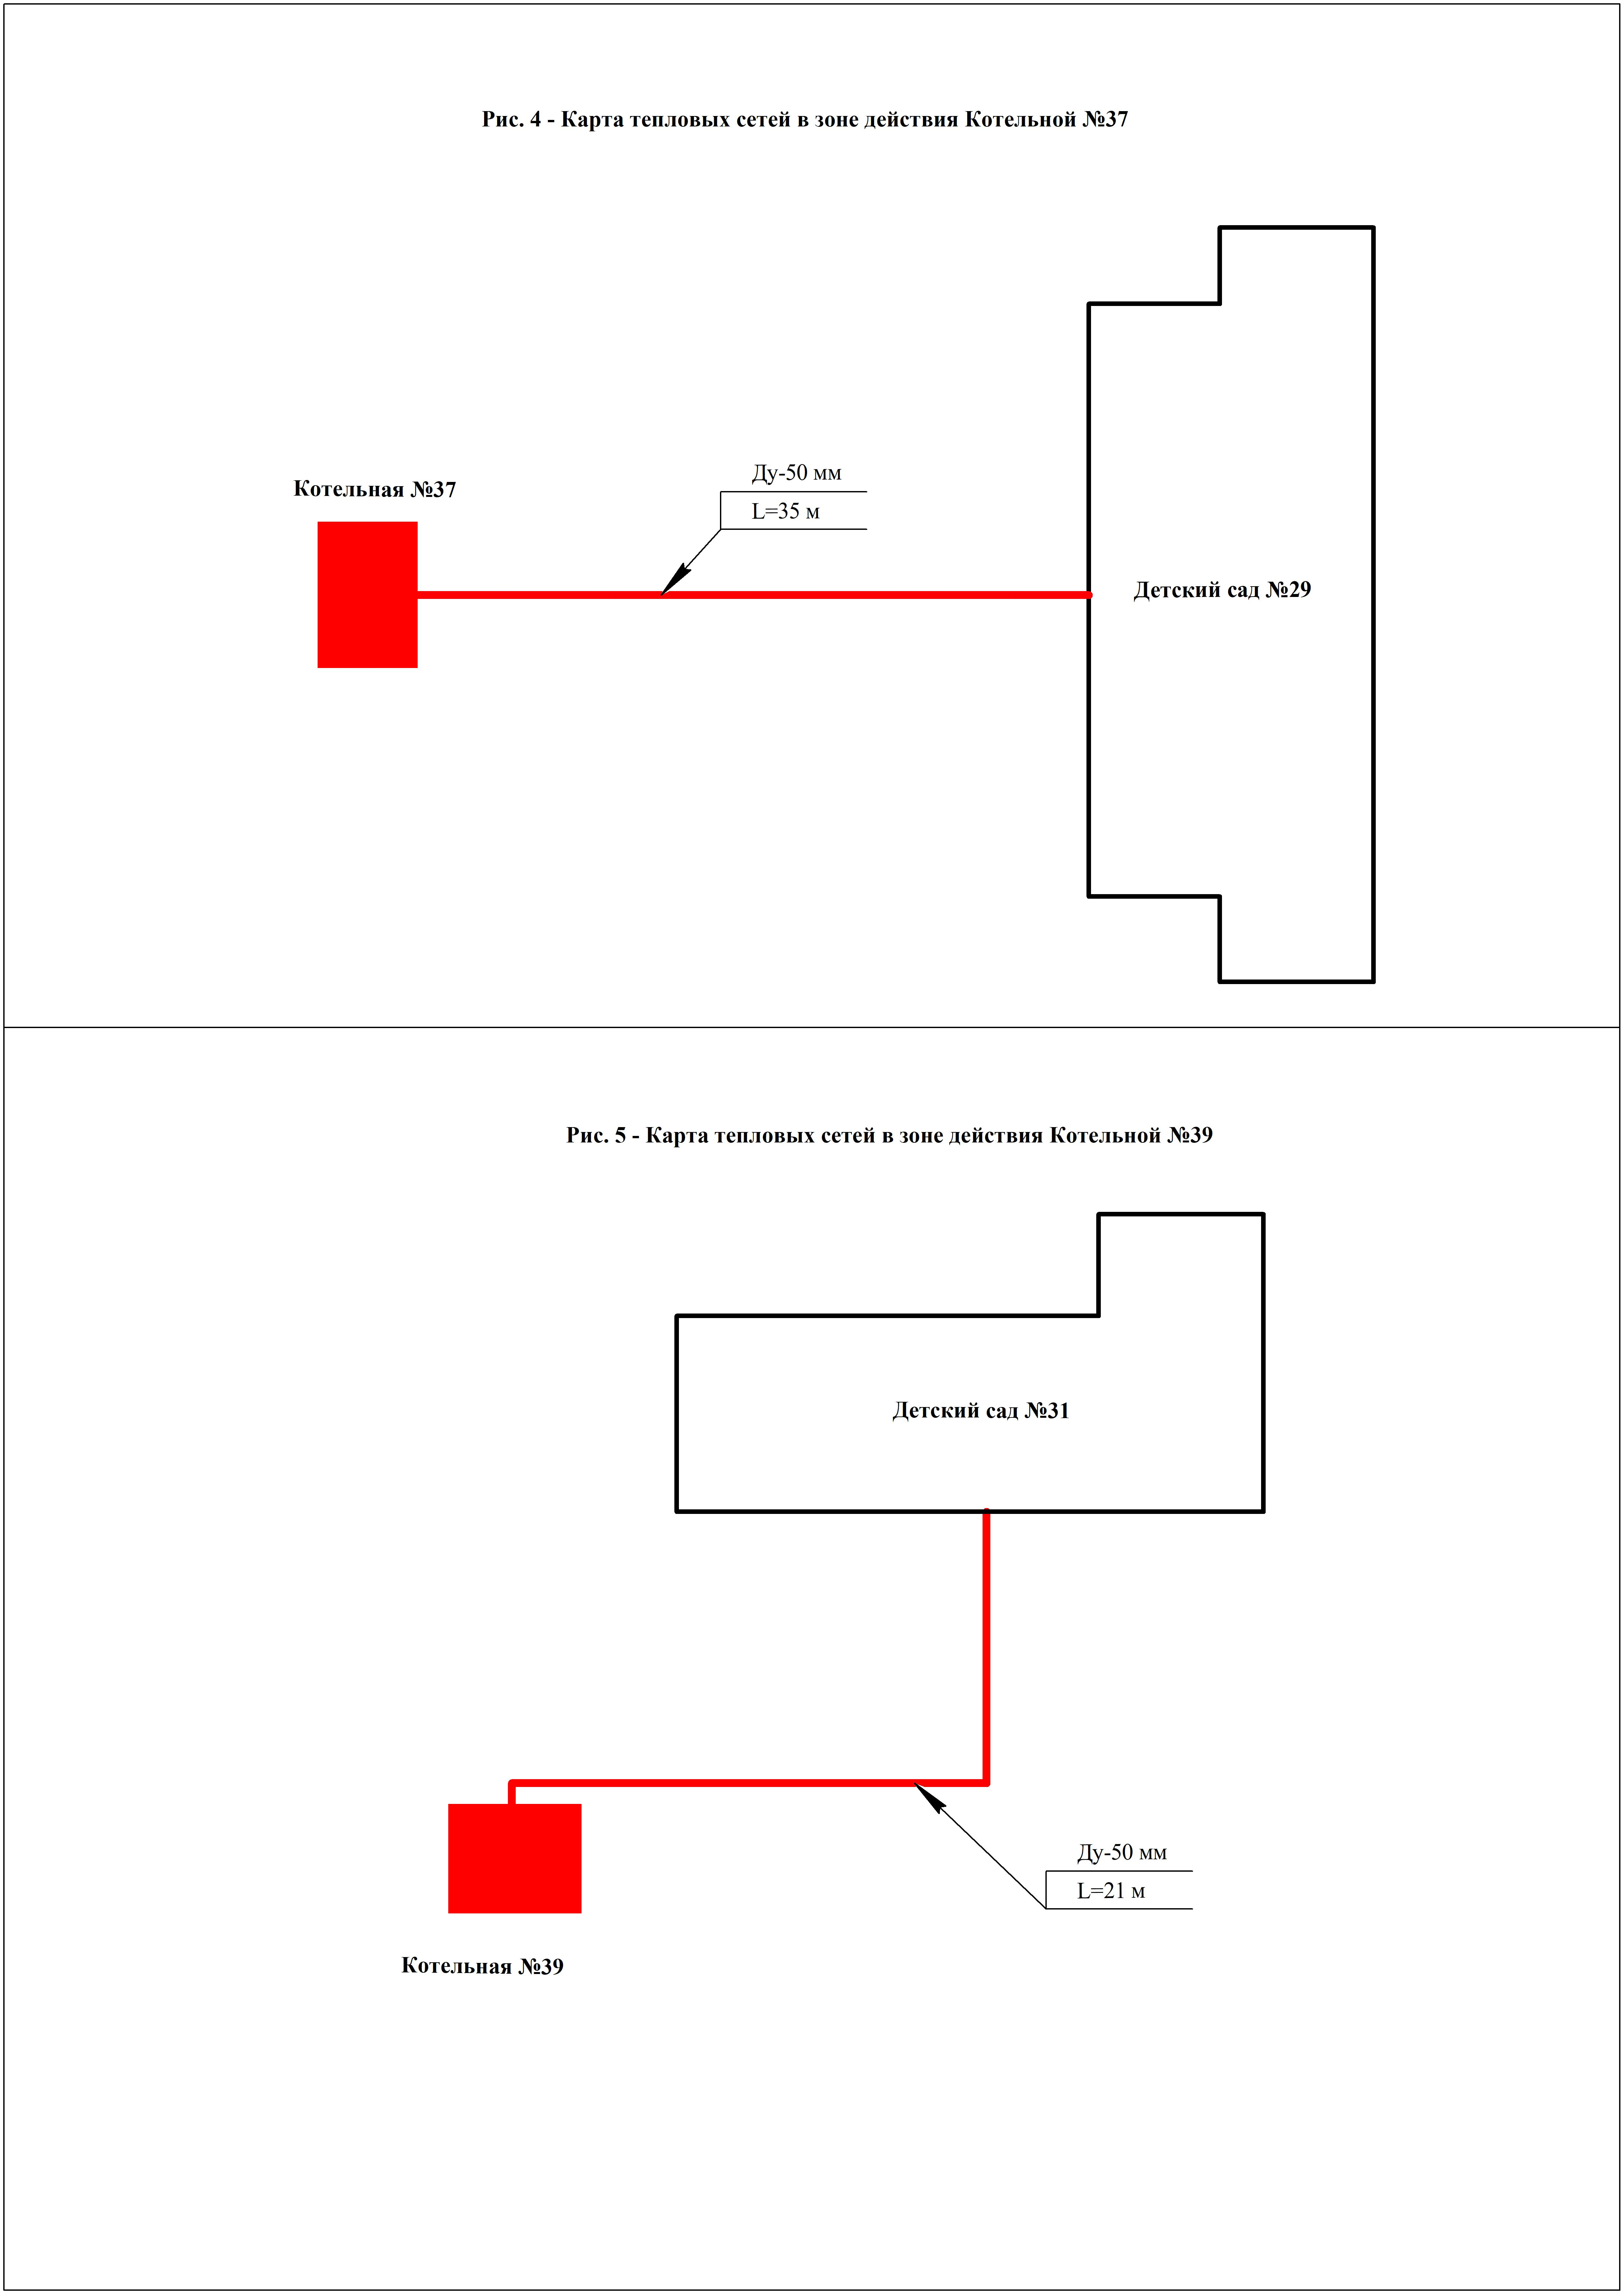 Рис. 4 - Карта тепловых сетей в зоне действия Котельной №37
Ду-50 мм
L=35 м
Котельная №37
Детский сад №29
Рис. 5 - Карта тепловых сетей в зоне действия Котельной №39
Детский сад №31
Ду-50 мм
L=21 м
Котельная №39